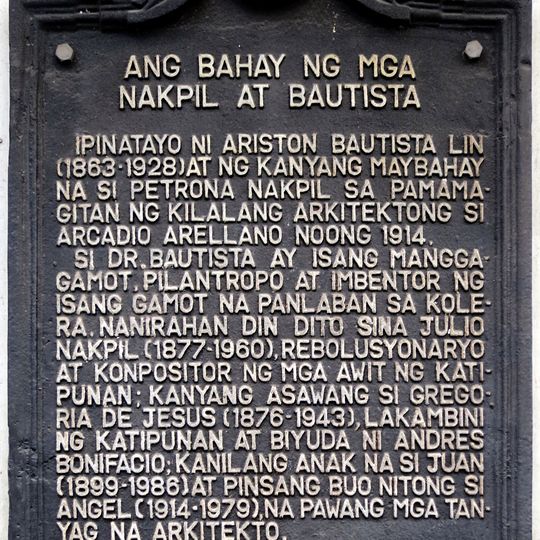 ANG BAHAY NG MGA
NAKPIL AT BAUTISTA
IPINATAYO NI ARISTON BAUTISTA LIN
(1863-1928) AT NG KANYANG MAYBAHAY
NA SI PETRONA NAKPIL SA PAMAMA-
GITAN NG KILALANG ARKITEKTONG SI
ARCADIO ARELLANO NOONG 1914.
SI DR. BAUTISTA AY ISANG MANGGA-
GAMOT, PILANTROPO AT IMBENTOR NG
ISANG GAMOT NA PANLABAN SA KOLE-
RA. NANIRAHAN DIN DITO SINA JULIO
NAKPIL (1877-1960), REBOLUSYONARYO
AT KONPOSITOR NG MGA AWIT NG KATI-
PUNAN; KANYANG ASAWANG SI GREGO-
RIA DE JESUS (1876-1943), LAKAMBINI
NG KATIPUNAN AT BIYUDA NI ANDRES
BONIFACIO; KANILANG ANAK NA SI JUAN
(1899-1986) AT PINSANG BUO NITONG SI
ANGEL (1914-1979), NA PAWANG MGA TAN-
YAG NA ARKITEKTO.